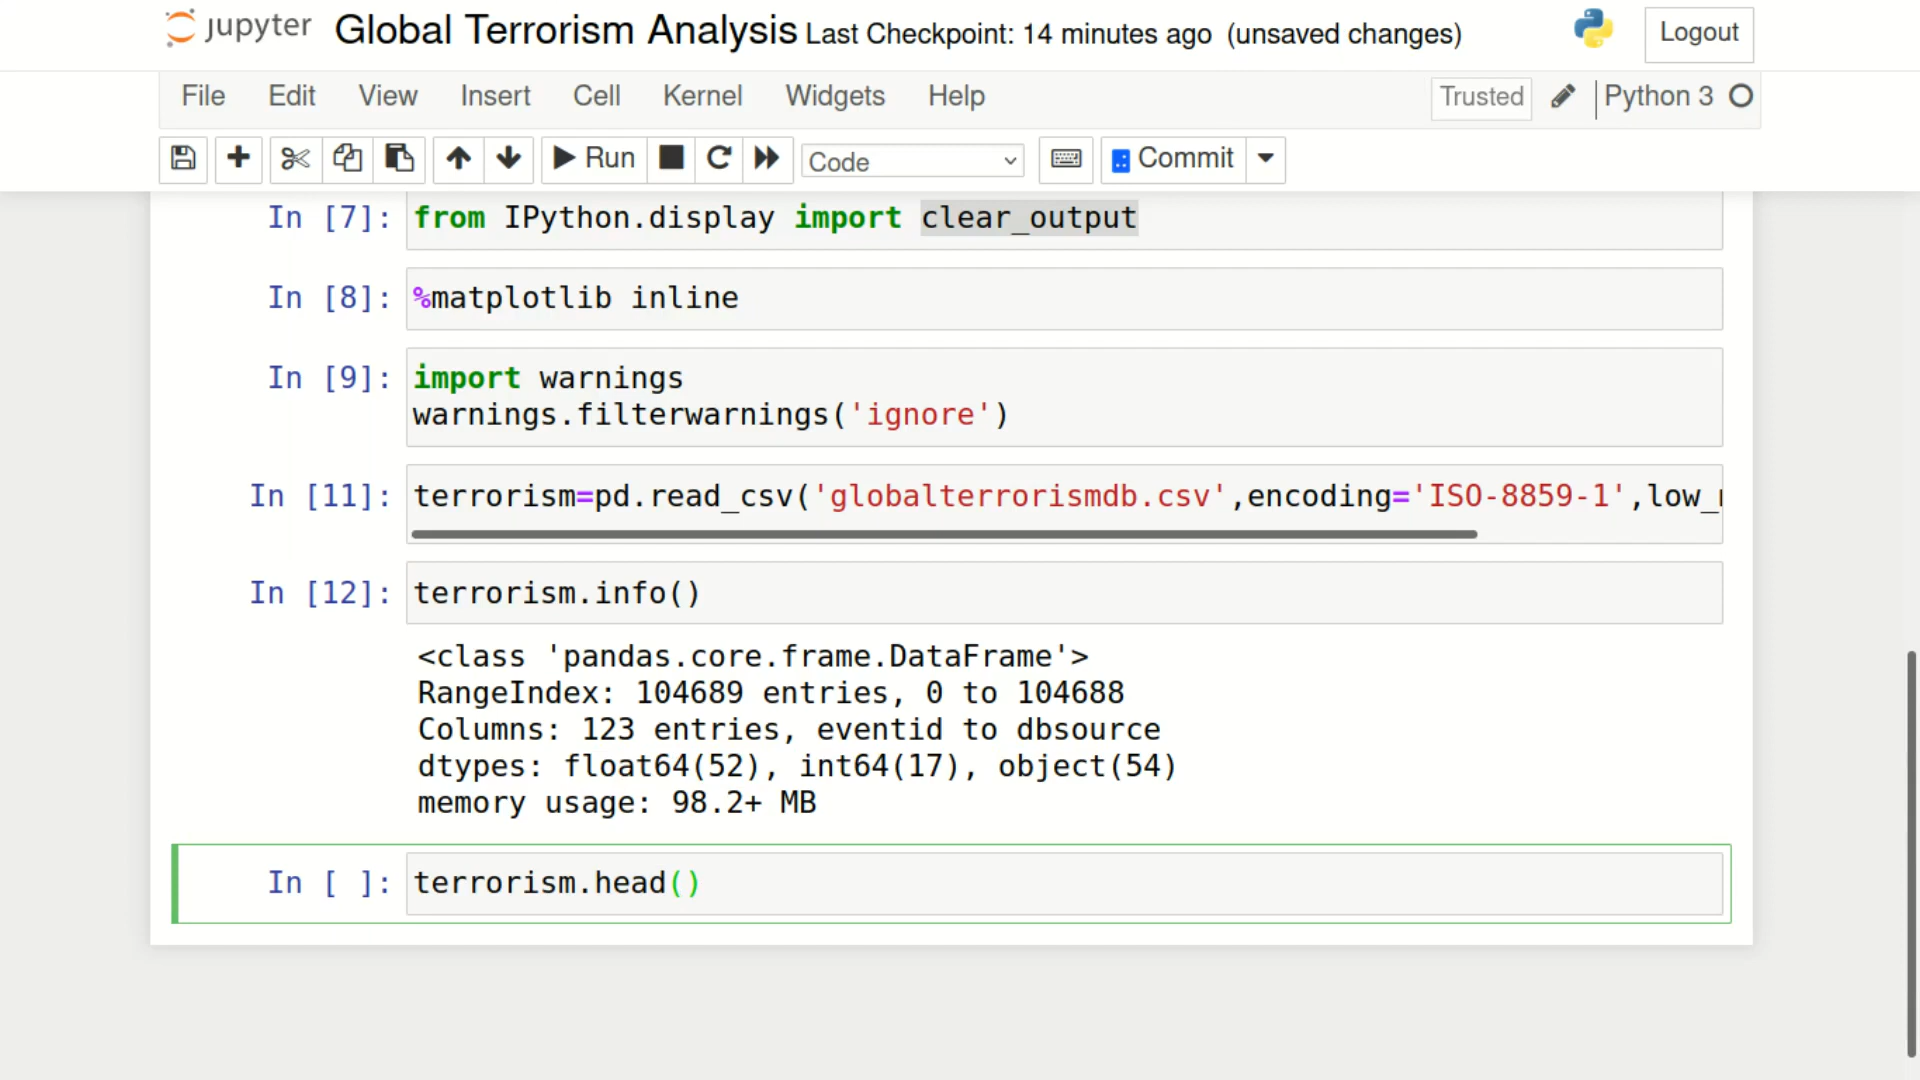 jupyter Global Terrorism Analysis Last Checkpoint: 14 minutes ago (unsaved changes) Logout
File Edit View Insert Cell Kernel Widgets Help Trusted Python 3
Run Code Commit
In [7]: from IPython.display import clear_output
In [8]: %matplotlib inline
In [9]: import warnings
warnings.filterwarnings('ignore')
In [11]: terrorism=pd.read_csv('globalterrorismdb.csv',encoding='ISO-8859-1',low_
In [12]: terrorism.info()
<class 'pandas.core.frame.DataFrame'>
RangeIndex: 104689 entries, 0 to 104688
Columns: 123 entries, eventid to dbsource
dtypes: float64(52), int64(17), object(54)
memory usage: 98.2+ MB
In [ ]: terrorism.head()